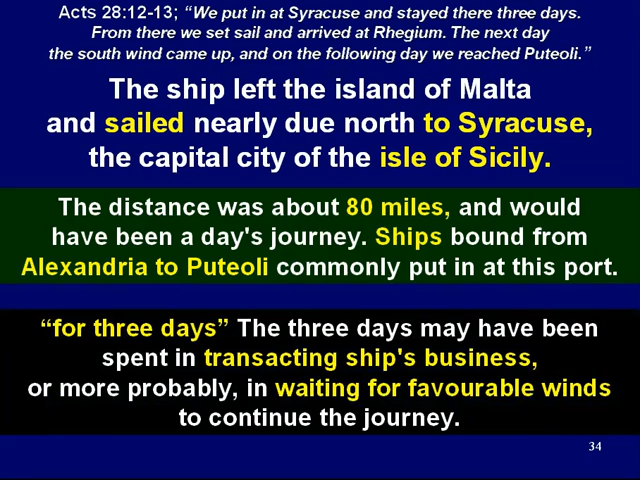 Acts 28:12-13; “We put in at Syracuse and stayed there three days.
From there we set sail and arrived at Rhegium. The next day
the south wind came up, and on the following day we reached Puteoli.”
The ship left the island of Malta
and sailed nearly due north to Syracuse,
the capital city of the isle of Sicily.
The distance was about 80 miles, and would
have been a day's journey. Ships bound from
Alexandria to Puteoli commonly put in at this port.
“for three days” The three days may have been
spent in transacting ship's business,
or more probably, in waiting for favourable winds
to continue the journey.
34